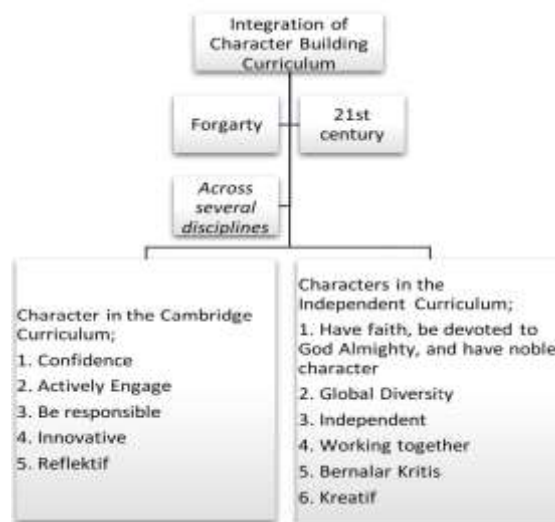 Integration of
Character Building
Curriculum
Forgarty
21st
century
Across
several
disciplines
Character in the Cambridge
Curriculum;
1. Confidence
2. Actively Engage
3. Be responsible
4. Innovative
5. Reflektif
Characters in the
Independent Curriculum;
1. Have faith, be devoted to
God Almighty, and have noble
character
2. Global Diversity
3. Independent
4. Working together
5. Bernalar Kritis
6. Kreatif